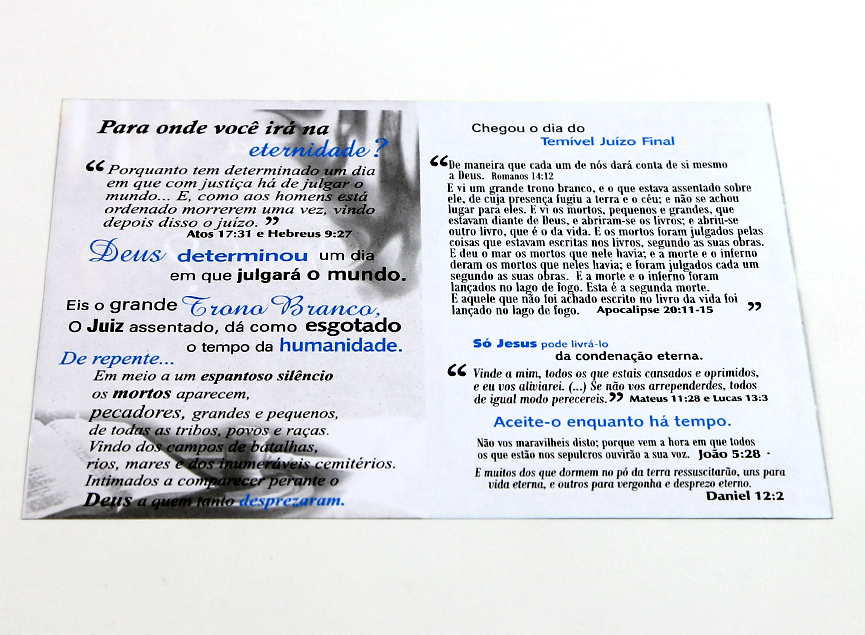 Para onde você irá na
eternidade?
“Porquanto tem determinado um dia
em que com justiça há de julgar o
mundo... E, como aos homens está
ordenado morrerem uma vez, vindo
depois disso o juízo.”
Atos 17:31 e Hebreus 9:27
Deus determinou um dia
em que julgará o mundo.
Eis o grande Trono Branco,
O Juiz assentado, dá como esgotado
o tempo da humanidade.
De repente...
Em meio a um espantoso silêncio
os mortos aparecem,
pecadores, grandes e pequenos,
de todas as tribos, povos e raças.
Vindo dos campos de batalhas,
rios, mares e dos inumeráveis cemitérios.
Intimados a comparecer perante o
Deus a quem tanto desprezaram.
Chegou o dia do
Temível Juízo Final
“De maneira que cada um de nós dará conta de si mesmo
a Deus. Romanos 14:12
E vi um grande trono branco, e o que estava assentado sobre
ele, de cuja presença fugiu a terra e o céu; e não se achou
lugar para eles. E vi os mortos, pequenos e grandes, que
estavam diante de Deus, e abriram-se os livros; e abriu-se
outro livro, que é o da vida. E os mortos foram julgados pelas
coisas que estavam escritas nos livros, segundo as suas obras.
E deu o mar os mortos que nele havia; e a morte e o inferno
deram os mortos que neles havia; e foram julgados cada um
segundo as suas obras. E a morte e o inferno foram
lançados no lago de fogo. Esta é a segunda morte.
E aquele que não foi achado escrito no livro da vida foi
lançado no lago de fogo. Apocalipse 20:11-15 ”
Só Jesus pode livrá-lo
da condenação eterna.
“Vinde a mim, todos os que estais cansados e oprimidos,
e eu vos aliviarei. (...) Se não vos arrependerdes, todos
de igual modo perecereis.” Mateus 11:28 e Lucas 13:3
Aceite-o enquanto há tempo.
Não vos maravilheis disto; porque vem a hora em que todos
os que estão nos sepulcros ouvirão a sua voz. João 5:28
E muitos dos que dormem no pó da terra ressuscitarão, uns para
vida eterna, e outros para vergonha e desprezo eterno.
Daniel 12:2